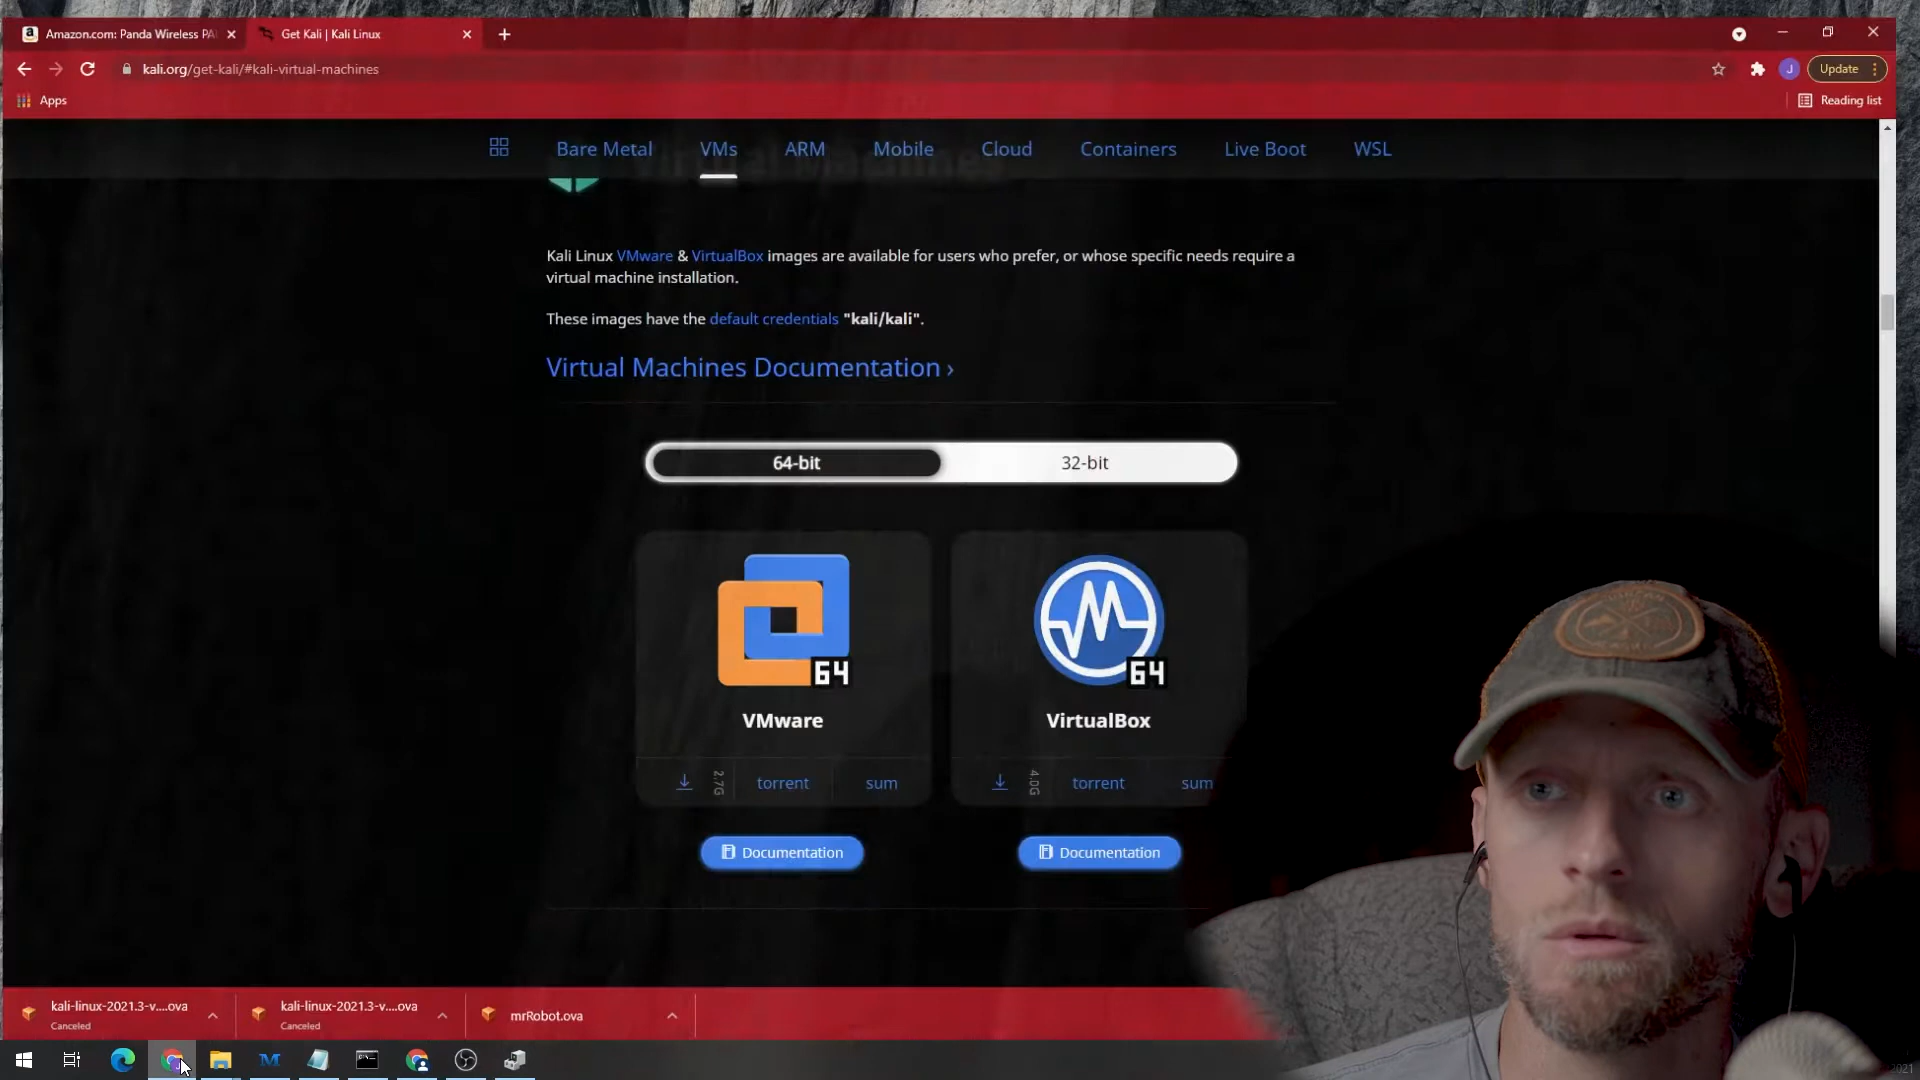 Amazon.com: Panda Wireless PA
Get Kali | Kali Linux
kali.org/get-kali/#kali-virtual-machines
J
Update
Apps
Reading list
Bare Metal
VMs
ARM
Mobile
Cloud
Containers
Live Boot
WSL
Kali Linux VMware & VirtualBox images are available for users who prefer, or whose specific needs require a
virtual machine installation.
These images have the default credentials "kali/kali".
Virtual Machines Documentation ›
64-bit
32-bit
64
VMware
2.7G
torrent
sum
Documentation
64
VirtualBox
4.0G
torrent
sum
Documentation
kali-linux-2021.3-v....ova
Canceled
kali-linux-2021.3-v....ova
Canceled
mrRobot.ova
2021